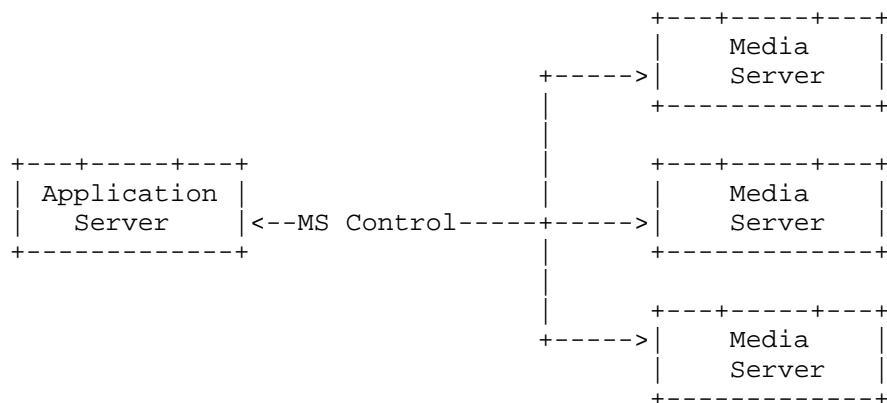 Media
Server
Application
Server
<--MS Control-----
Media
Server
Media
Server